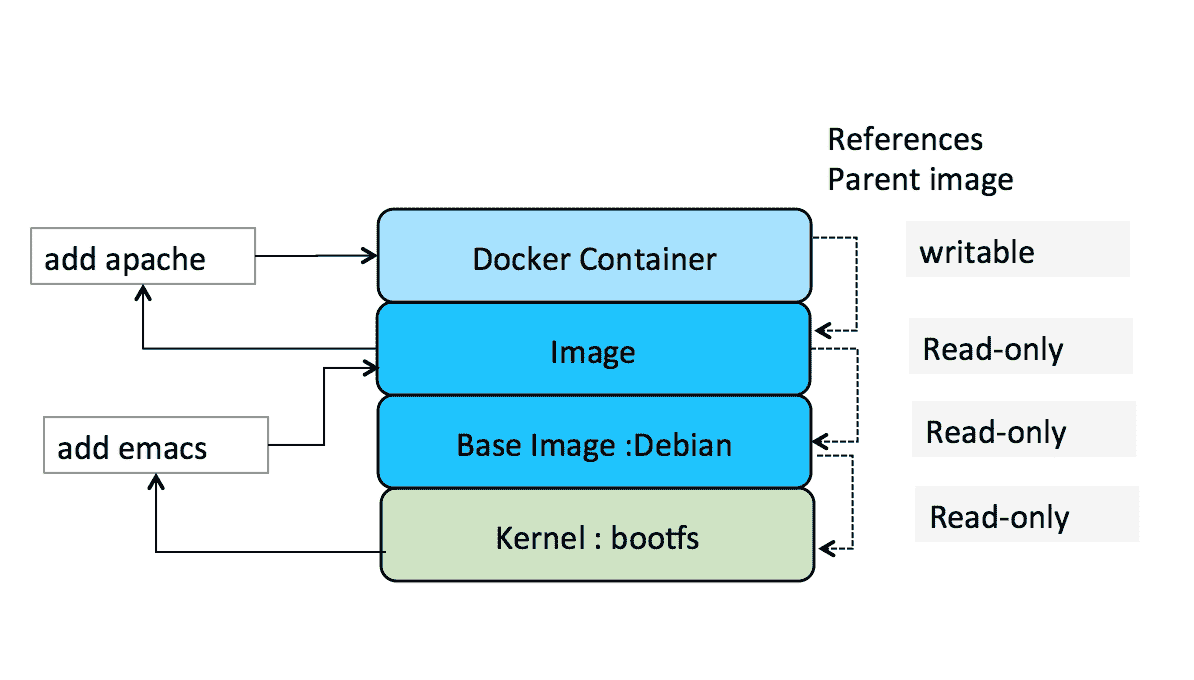 References
Parent image
add apache
Docker Container
writable
Image
Read-only
add emacs
Base Image :Debian
Read-only
Kernel : bootfs
Read-only